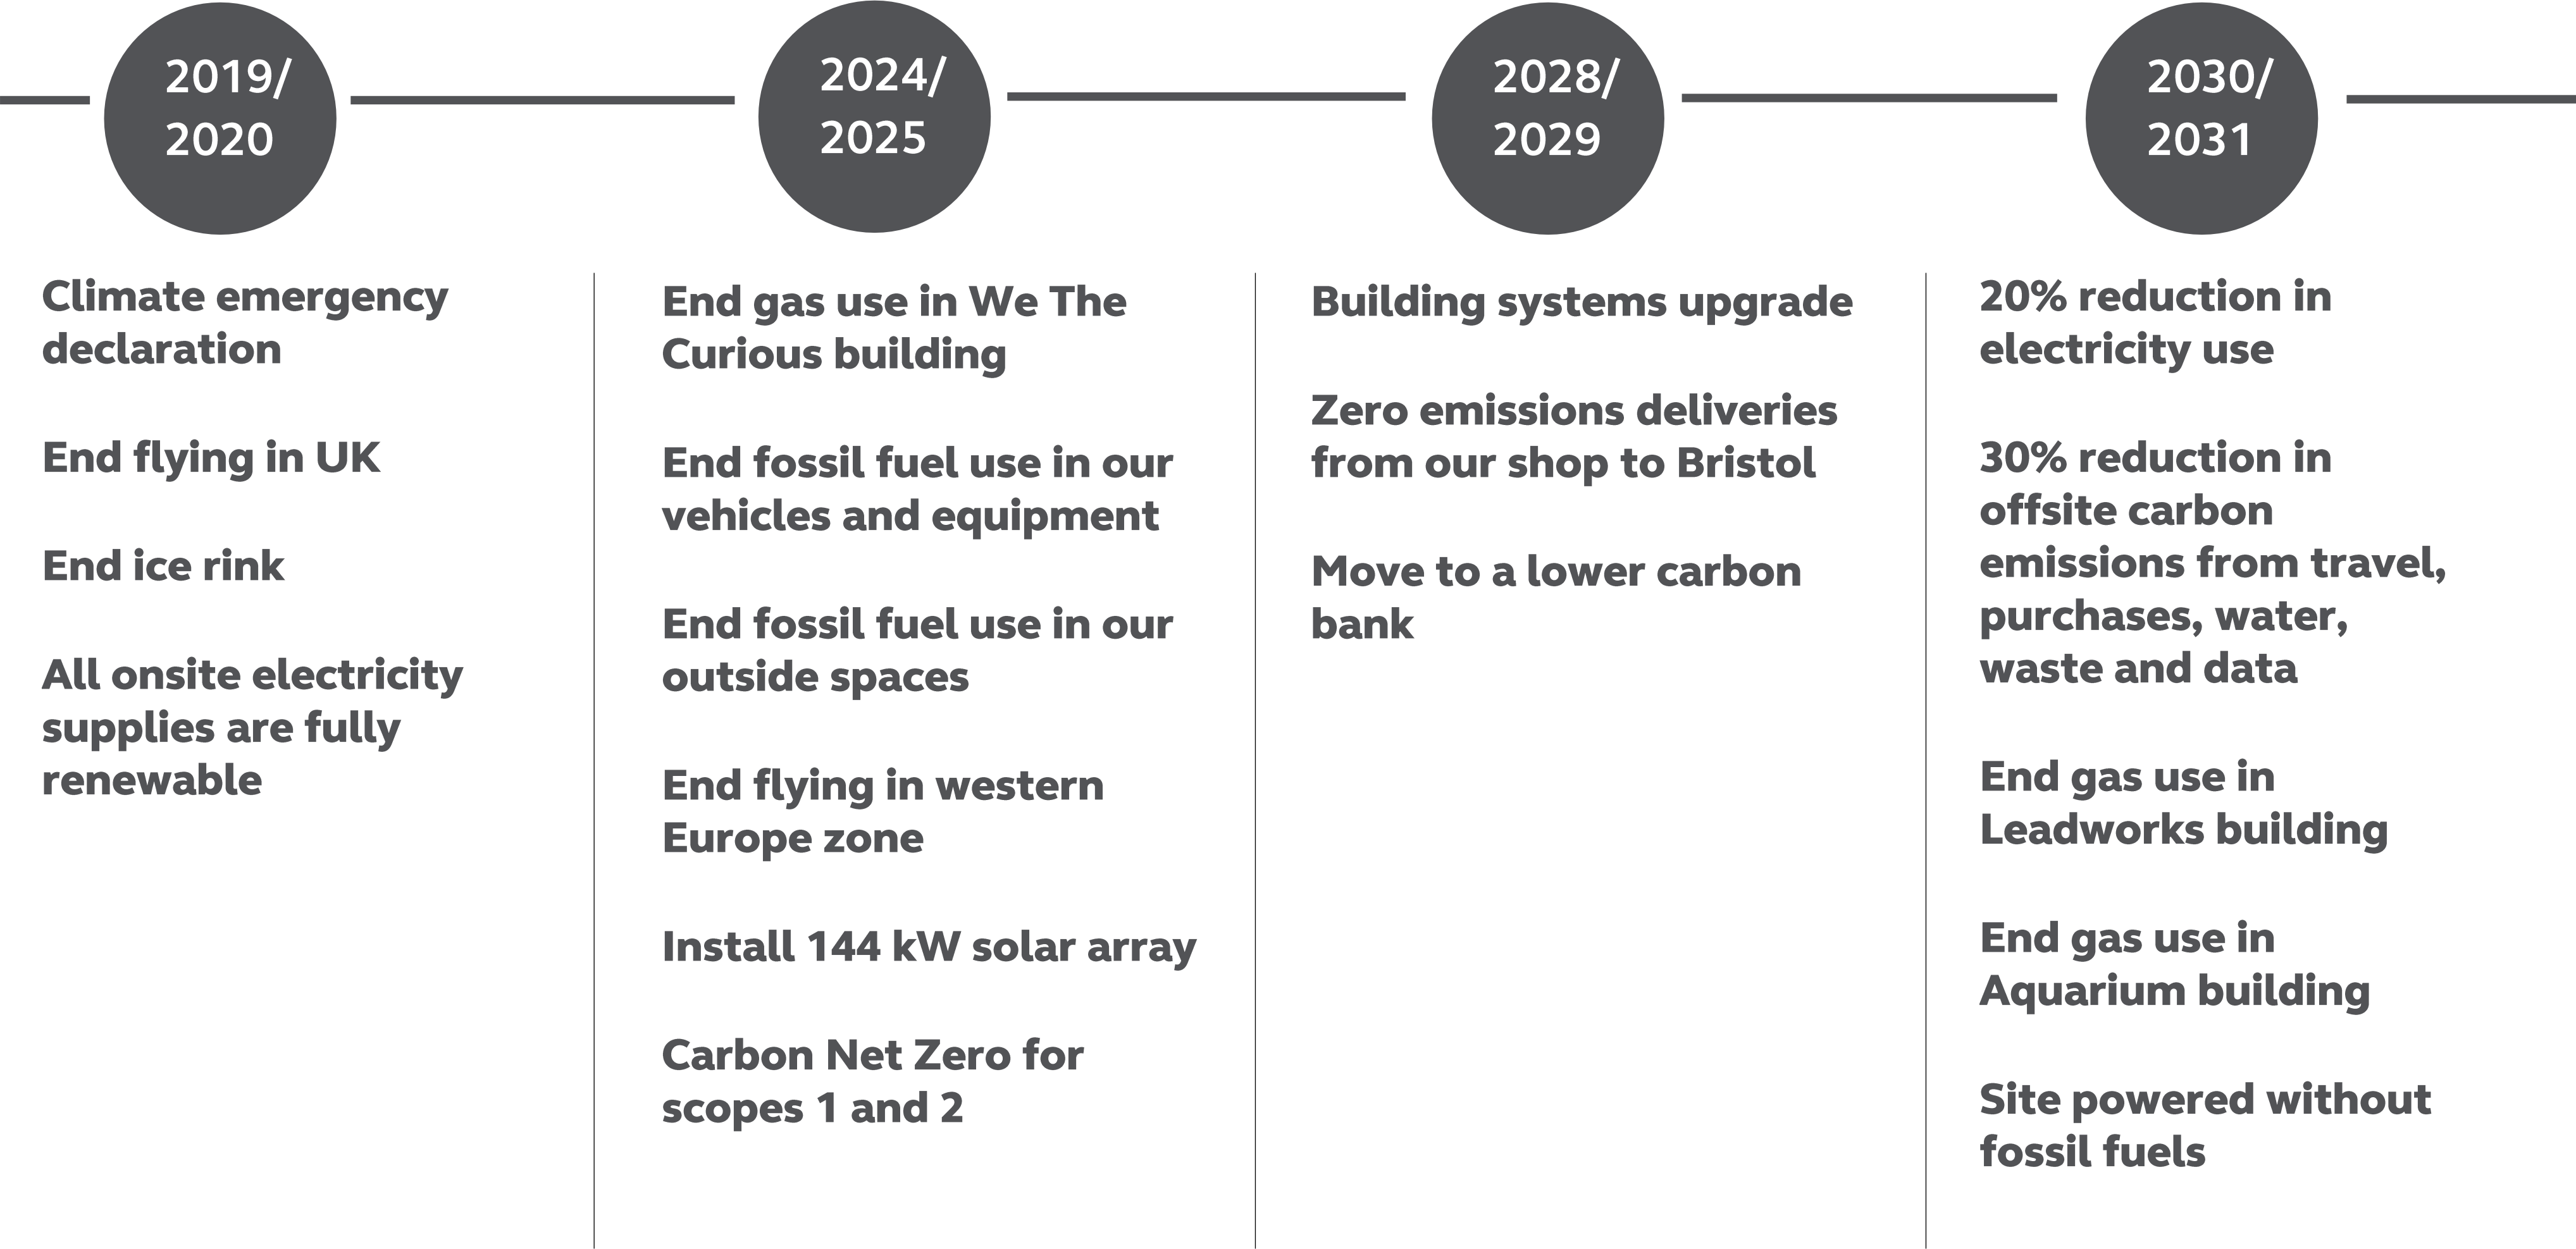 2019/
2020
Climate emergency
declaration
End flying in UK
End ice rink
All onsite electricity
supplies are fully
renewable
2024/
2025
End gas use in We The
Curious building
End fossil fuel use in our
vehicles and equipment
End fossil fuel use in our
outside spaces
End flying in western
Europe zone
Install 144 kW solar array
Carbon Net Zero for
scopes 1 and 2
2028/
2029
Building systems upgrade
Zero emissions deliveries
from our shop to Bristol
Move to a lower carbon
bank
2030/
2031
20% reduction in
electricity use
30% reduction in
offsite carbon
emissions from travel,
purchases, water,
waste and data
End gas use in
Leadworks building
End gas use in
Aquarium building
Site powered without
fossil fuels